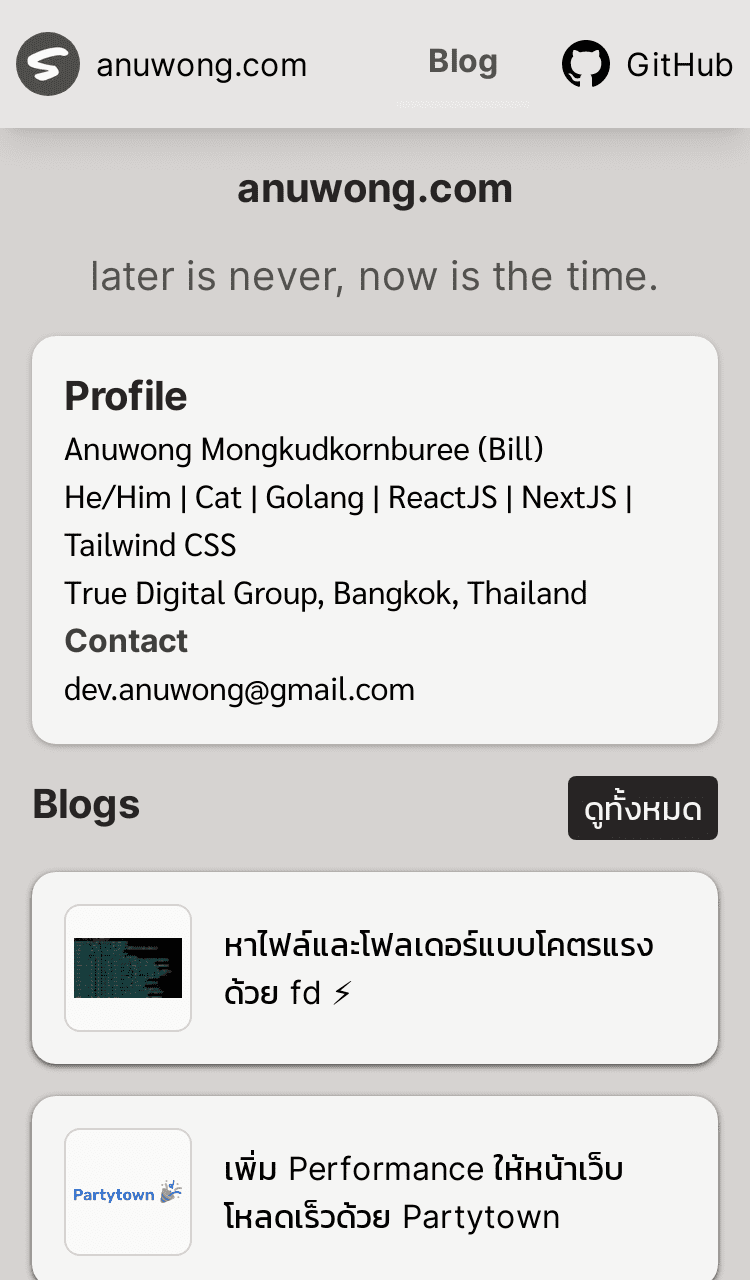 anuwong.com
Blog
GitHub
anuwong.com
later is never, now is the time.
Profile
Anuwong Mongkudkornburee (Bill)
He/Him | Cat | Golang | ReactJS | NextJS |
Tailwind CSS
True Digital Group, Bangkok, Thailand
Contact
dev.anuwong@gmail.com
Blogs
ดูทั้งหมด
หาไฟล์และโฟลเดอร์แบบโคตรแรง
ด้วย fd ⚡
Partytown 🎉
เพิ่ม Performance ให้หน้าเว็บ
โหลดเร็วด้วย Partytown